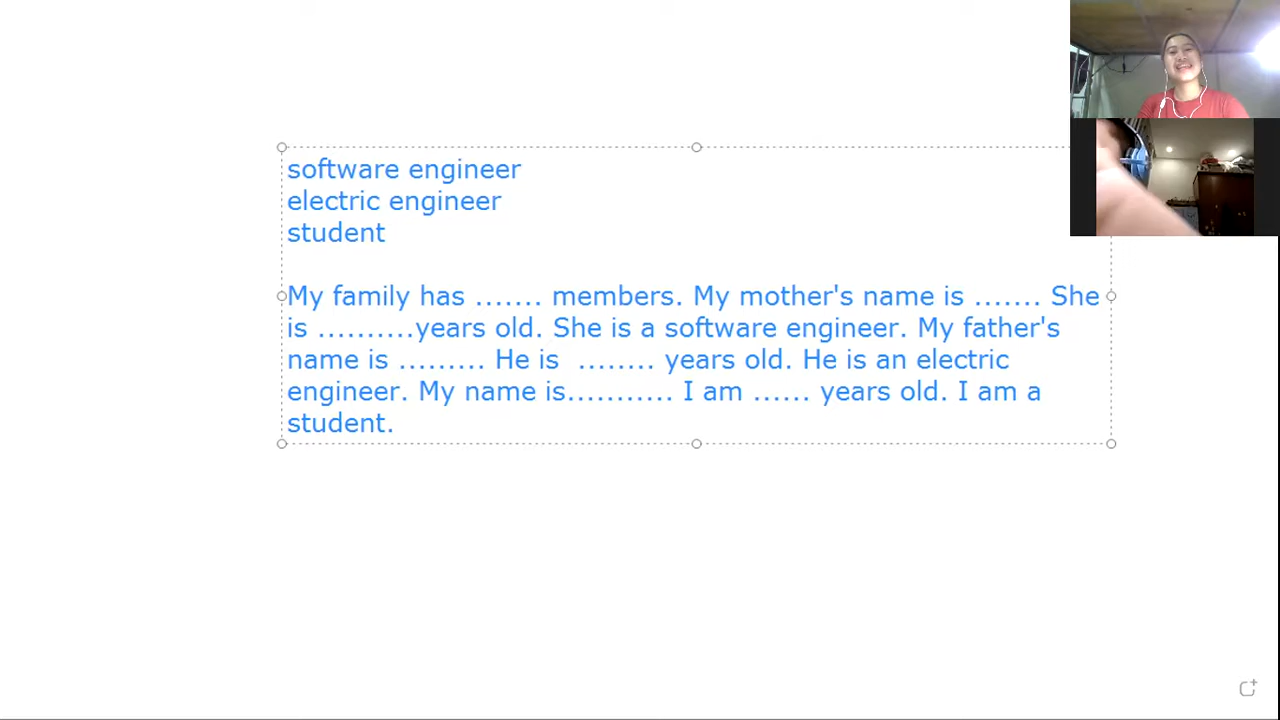 software engineer
electric engineer
student
My family has ....... members. My mother's name is ....... She
is ..........years old. She is a software engineer. My father's
name is ......... He is  ........ years old. He is an electric
engineer. My name is........... I am ...... years old. I am a
student.